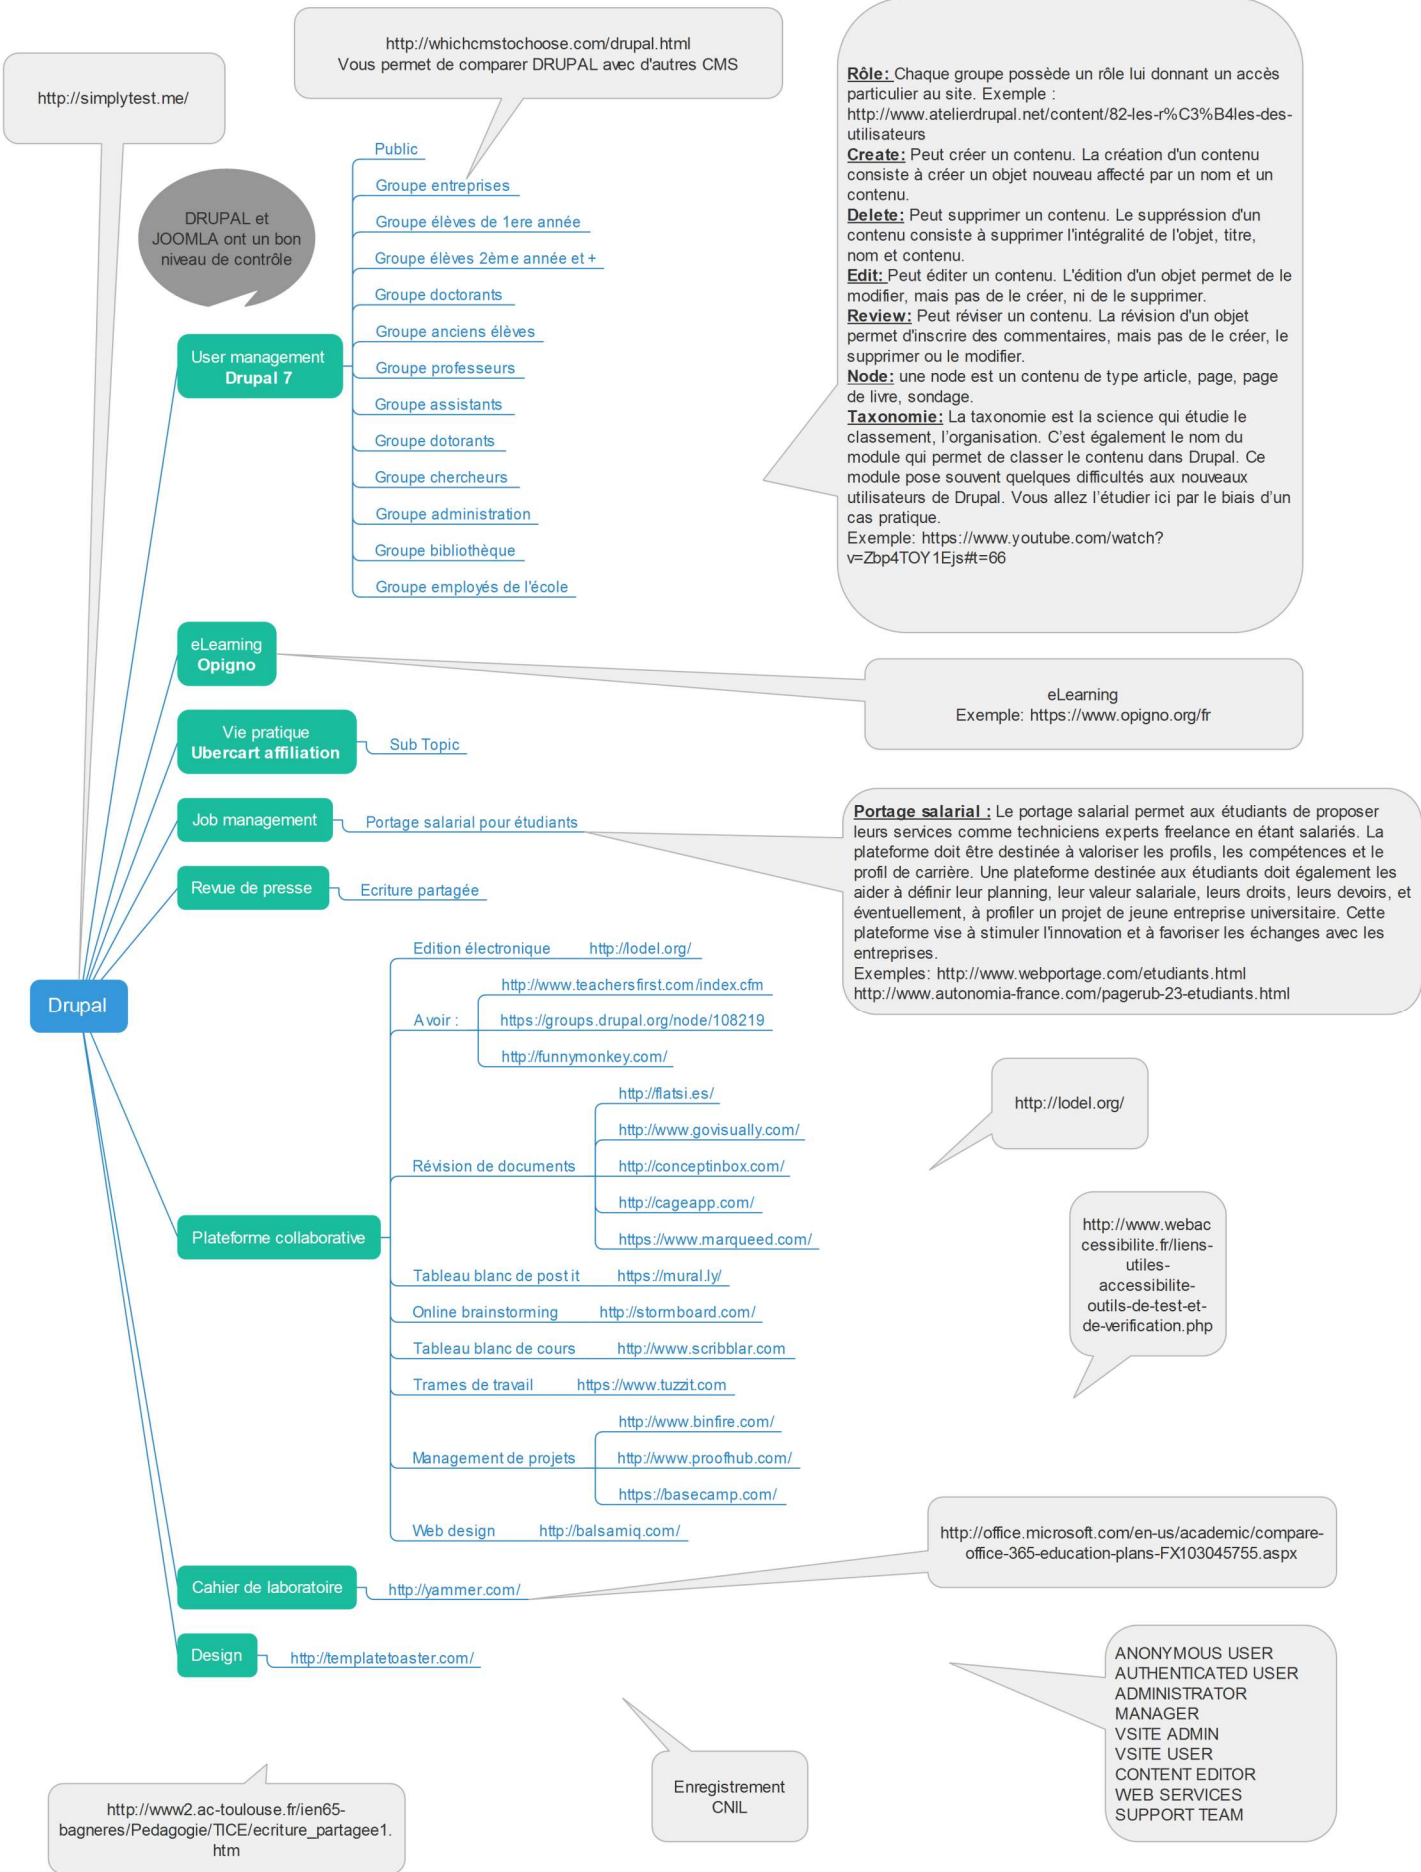 http://whichcmstochoose.com/drupal.html
Vous permet de comparer DRUPAL avec d'autres CMS
http://simplytest.me/
DRUPAL et
JOOMLA ont un bon
niveau de contrôle
Rôle: Chaque groupe possède un rôle lui donnant un accès
particulier au site. Exemple :
http://www.atelierdrupal.net/content/82-les-r%C3%B4les-des-
utilisateurs
Create: Peut créer un contenu. La création d'un contenu
consiste à créer un objet nouveau affecté par un nom et un
contenu.
Delete: Peut supprimer un contenu. Le suppréssion d'un
contenu consiste à supprimer l'intégralité de l'objet, titre,
nom et contenu.
Edit: Peut éditer un contenu. L'édition d'un objet permet de le
modifier, mais pas de le créer, ni de le supprimer.
Review: Peut réviser un contenu. La révision d'un objet
permet d'inscrire des commentaires, mais pas de le créer, le
supprimer ou le modifier.
Node: une node est un contenu de type article, page, page
de livre, sondage.
Taxonomie: La taxonomie est la science qui étudie le
classement, l’organisation. C’est également le nom du
module qui permet de classer le contenu dans Drupal. Ce
module pose souvent quelques difficultés aux nouveaux
utilisateurs de Drupal. Vous allez l’étudier ici par le biais d’un
cas pratique.
Exemple: https://www.youtube.com/watch?
v=Zbp4TOY1Ejs#t=66
User management
Drupal 7
Public
Groupe entreprises
Groupe élèves de 1ere année
Groupe élèves 2ème année et +
Groupe doctorants
Groupe anciens élèves
Groupe professeurs
Groupe assistants
Groupe dotorants
Groupe chercheurs
Groupe administration
Groupe bibliothèque
Groupe employés de l'école
eLearning
Opigno
eLearning
Exemple: https://www.opigno.org/fr
Vie pratique
Ubercart affiliation
Sub Topic
Job management
Portage salarial pour étudiants
Portage salarial : Le portage salarial permet aux étudiants de proposer
leurs services comme techniciens experts freelance en étant salariés. La
plateforme doit être destinée à valoriser les profils, les compétences et le
profil de carrière. Une plateforme destinée aux étudiants doit également les
aider à définir leur planning, leur valeur salariale, leurs droits, leurs devoirs, et
éventuellement, à profiler un projet de jeune entreprise universitaire. Cette
plateforme vise à stimuler l'innovation et à favoriser les échanges avec les
entreprises.
Exemples: http://www.webportage.com/etudiants.html
http://www.autonomia-france.com/pagerub-23-etudiants.html
Revue de presse
Ecriture partagée
Drupal
Plateforme collaborative
Edition électronique
http://lodel.org/
A voir :
http://www.teachersfirst.com/index.cfm
https://groups.drupal.org/node/108219
http://funnymonkey.com/
Révision de documents
http://flatsi.es/
http://www.govisually.com/
http://conceptinbox.com/
http://cageapp.com/
https://www.marqueed.com/
Tableau blanc de post it
https://mural.ly/
Online brainstorming
http://stormboard.com/
Tableau blanc de cours
http://www.scribblar.com
Trames de travail
https://www.tuzzit.com
Management de projets
http://www.binfire.com/
http://www.proofhub.com/
https://basecamp.com/
Web design
http://balsamiq.com/
http://lodel.org/
http://www.webac
cessibilite.fr/liens-
utiles-
accessibilite-
outils-de-test-et-
de-verification.php
Cahier de laboratoire
http://yammer.com/
http://office.microsoft.com/en-us/academic/compare-
office-365-education-plans-FX103045755.aspx
Design
http://templatetoaster.com/
ANONYMOUS USER
AUTHENTICATED USER
ADMINISTRATOR
MANAGER
VSITE ADMIN
VSITE USER
CONTENT EDITOR
WEB SERVICES
SUPPORT TEAM
Enregistrement
CNIL
http://www2.ac-toulouse.fr/ien65-
bagneres/Pedagogie/TICE/ecriture_partagee1.
htm